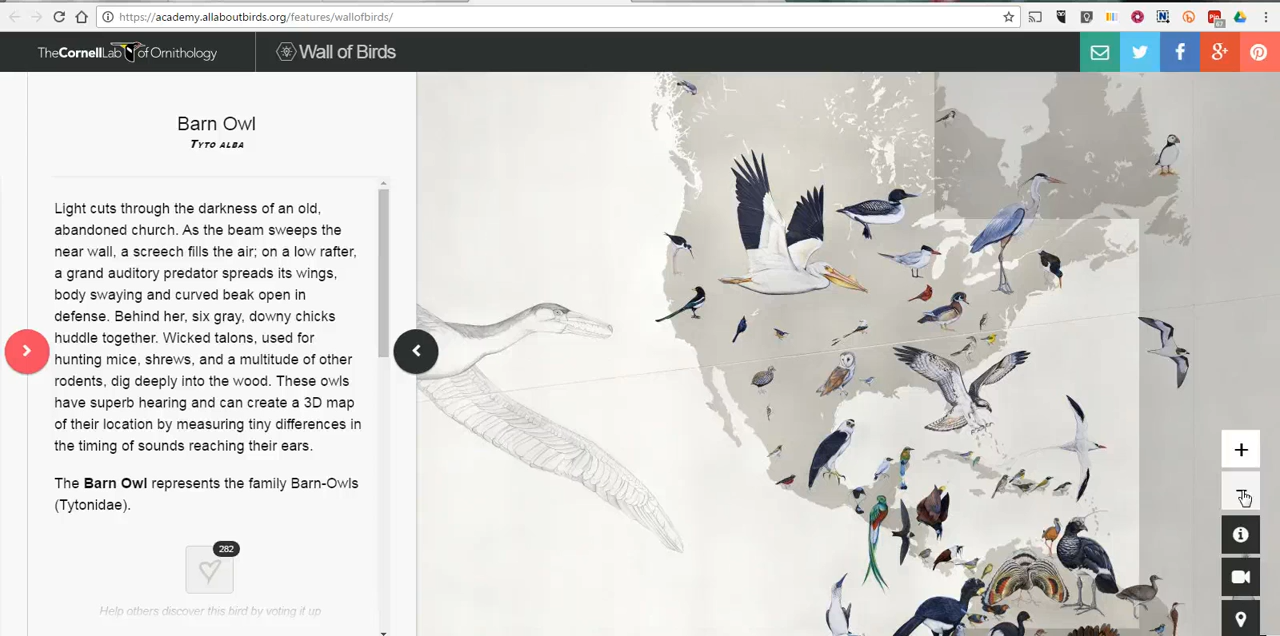 https://academy.allaboutbirds.org/features/wallofbirds/
67
TheCornellLab of Ornithology
Wall of Birds
Barn Owl
TYTO ALBA
Light cuts through the darkness of an old,
abandoned church. As the beam sweeps the
near wall, a screech fills the air; on a low rafter,
a grand auditory predator spreads its wings,
body swaying and curved beak open in
defense. Behind her, six gray, downy chicks
huddle together. Wicked talons, used for
hunting mice, shrews, and a multitude of other
rodents, dig deeply into the wood. These owls
have superb hearing and can create a 3D map
of their location by measuring tiny differences in
the timing of sounds reaching their ears.
The Barn Owl represents the family Barn-Owls
(Tytonidae).
282
Help others discover this bird by voting it up